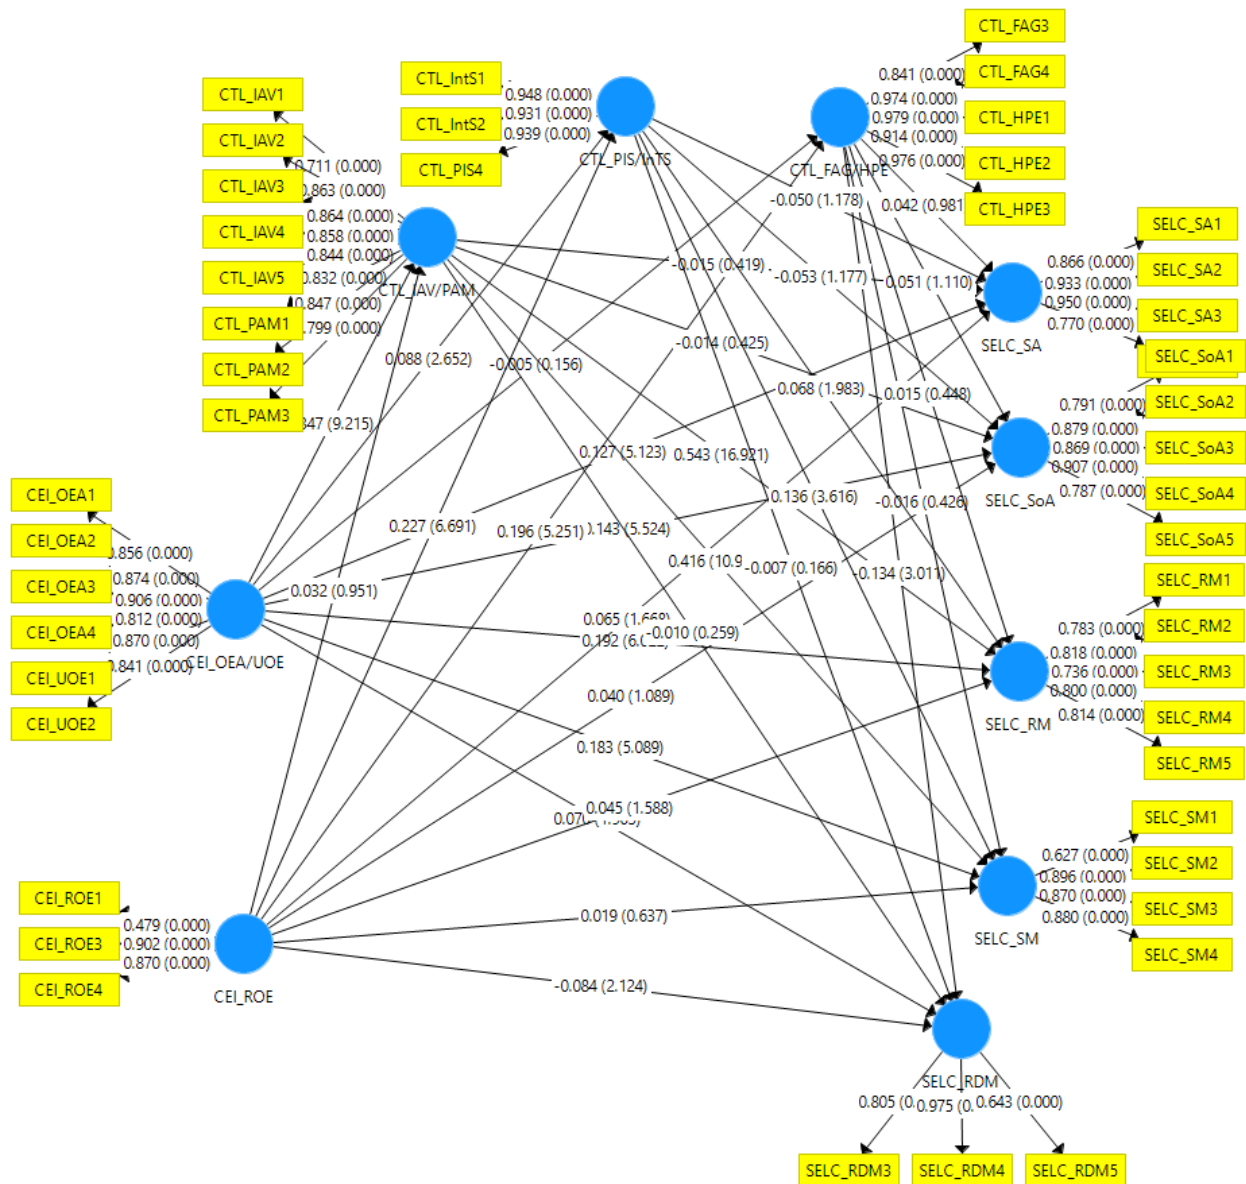 CTL_FAG3
CTL_FAG4
CTL_HPE1
CTL_HPE2
CTL_HPE3
0.841 (0.000)
0.974 (0.000)
0.979 (0.000)
0.914 (0.000)
0.976 (0.000)
CTL_FAG/HPE
CTL_IntS1
CTL_IntS2
CTL_PIS4
0.948 (0.000)
0.931 (0.000)
0.939 (0.000)
CTL_PIS/InTS
CTL_IAV1
CTL_IAV2
CTL_IAV3
CTL_IAV4
CTL_IAV5
CTL_PAM1
CTL_PAM2
CTL_PAM3
0.711 (0.000)
0.863 (0.000)
0.864 (0.000)
0.858 (0.000)
0.844 (0.000)
0.832 (0.000)
0.847 (0.000)
0.799 (0.000)
CTL_IAV/PAM
-0.050 (1.178)
0.042 (0.981
-0.015 (0.419)
-0.053 (1.177)
0.051 (1.110)
SELC_SA1
SELC_SA2
SELC_SA3
0.866 (0.000)
0.933 (0.000)
0.950 (0.000)
0.770 (0.000)
SELC_SA
0.088 (2.652)
-0.005 (0.156)
-0.014 (0.425)
0.068 (1.983)
0.015 (0.448)
SELC_SoA1
SELC_SoA2
SELC_SoA3
SELC_SoA4
SELC_SoA5
0.791 (0.000)
0.879 (0.000)
0.869 (0.000)
0.907 (0.000)
0.787 (0.000)
SELC_SoA
347 (9.215)
0.127 (5.123)
0.543 (16.921)
0.136 (3.616)
-0.016 (0.426)
CEI_OEA1
CEI_OEA2
CEI_OEA3
CEI_OEA4
CEI_UOE1
CEI_UOE2
0.856 (0.000)
0.874 (0.000)
0.906 (0.000)
0.812 (0.000)
0.870 (0.000)
0.841 (0.000)
CEI_OEA/UOE
0.227 (6.691)
0.196 (5.251)
0.143 (5.524)
0.032 (0.951)
0.416 (10.9
-0.007 (0.166)
-0.134 (3.011)
0.065
-0.010 (0.259)
0.192
0.040 (1.089)
0.183 (5.089)
SELC_RM1
SELC_RM2
SELC_RM3
SELC_RM4
SELC_RM5
0.783 (0.000)
0.818 (0.000)
0.736 (0.000)
0.800 (0.000)
0.814 (0.000)
SELC_RM
0.045 (1.588)
SELC_SM1
SELC_SM2
SELC_SM3
SELC_SM4
0.627 (0.000)
0.896 (0.000)
0.870 (0.000)
0.880 (0.000)
SELC_SM
CEI_ROE1
CEI_ROE3
CEI_ROE4
0.479 (0.000)
0.902 (0.000)
0.870 (0.000)
CEI_ROE
0.019 (0.637)
-0.084 (2.124)
SELC_RDM
0.805 (0.
0.975 (0.
0.643 (0.000)
SELC_RDM3
SELC_RDM4
SELC_RDM5